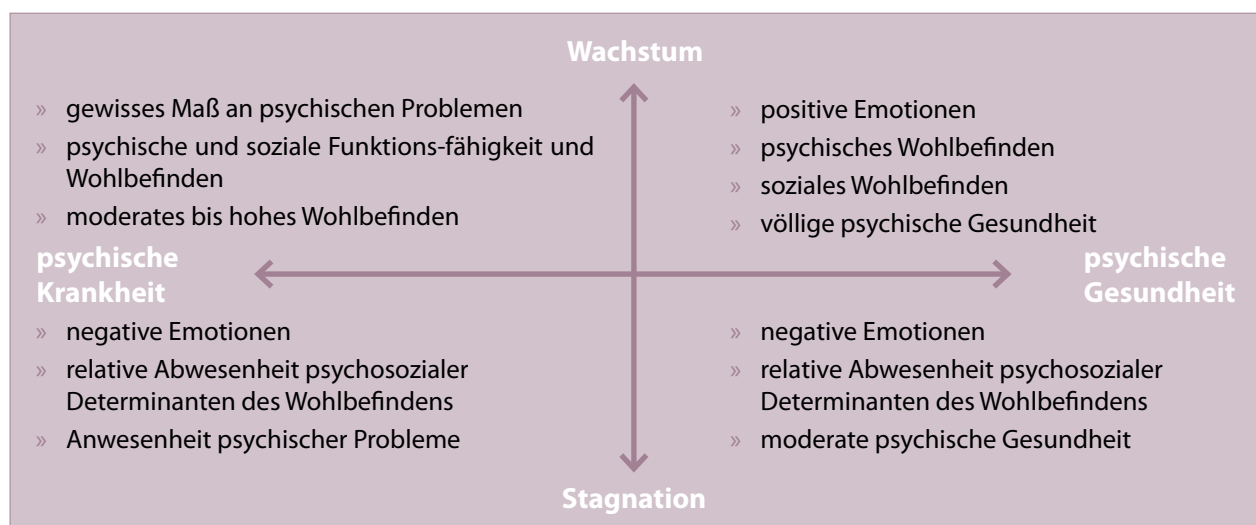 Wachstum
» gewisses Maß an psychischen Problemen
» psychische und soziale Funktions-fähigkeit und
Wohlbefinden
» moderates bis hohes Wohlbefinden
» positive Emotionen
» psychisches Wohlbefinden
» soziales Wohlbefinden
» völlige psychische Gesundheit
psychische
Krankheit
psychische
Gesundheit
» negative Emotionen
» relative Abwesenheit psychosozialer
Determinanten des Wohlbefindens
» Anwesenheit psychischer Probleme
» negative Emotionen
» relative Abwesenheit psychosozialer
Determinanten des Wohlbefindens
» moderate psychische Gesundheit
Stagnation